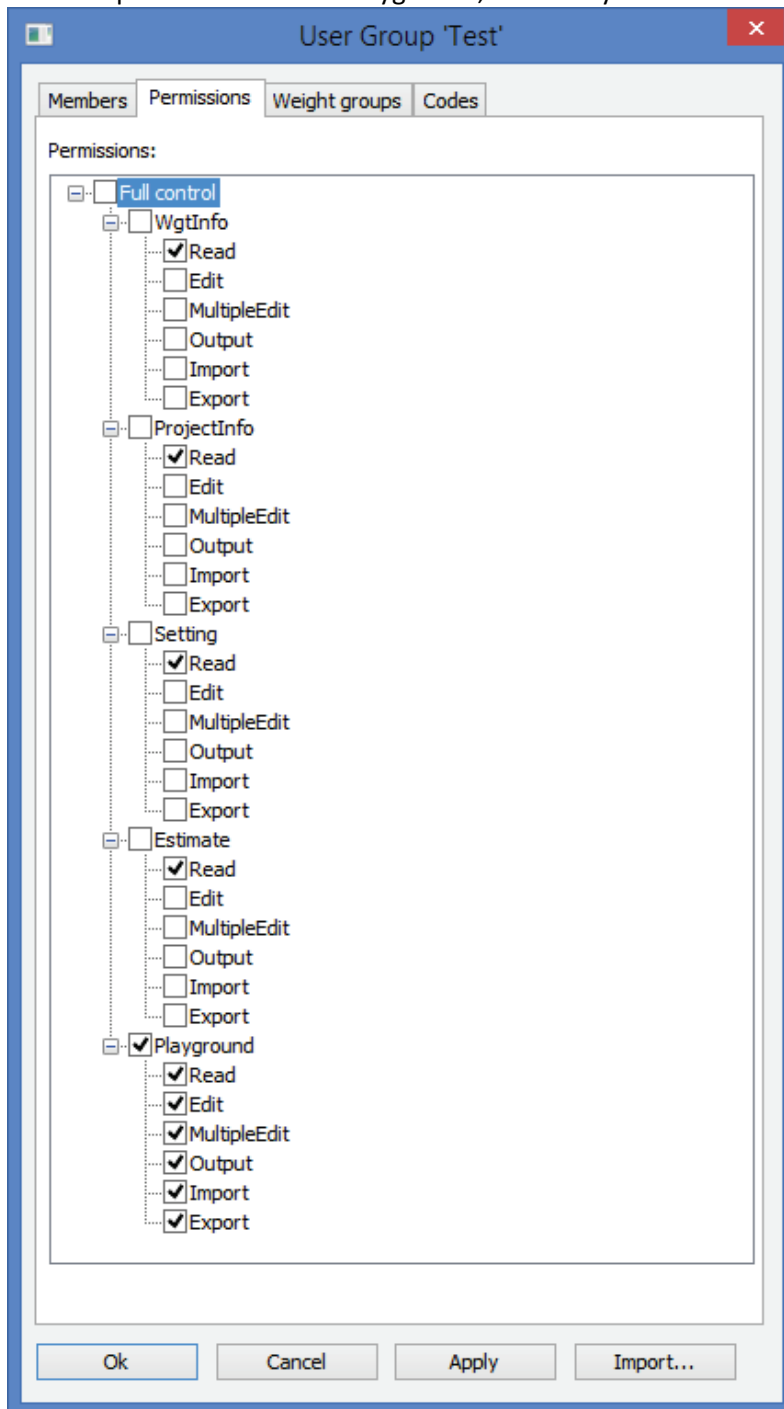 User Group 'Test'
Members Permissions Weight groups Codes
Permissions:
Full control
WgtInfo
Read
Edit
MultipleEdit
Output
Import
Export
ProjectInfo
Read
Edit
MultipleEdit
Output
Import
Export
Setting
Read
Edit
MultipleEdit
Output
Import
Export
Estimate
Read
Edit
MultipleEdit
Output
Import
Export
Playground
Read
Edit
MultipleEdit
Output
Import
Export
Ok Cancel Apply Import...